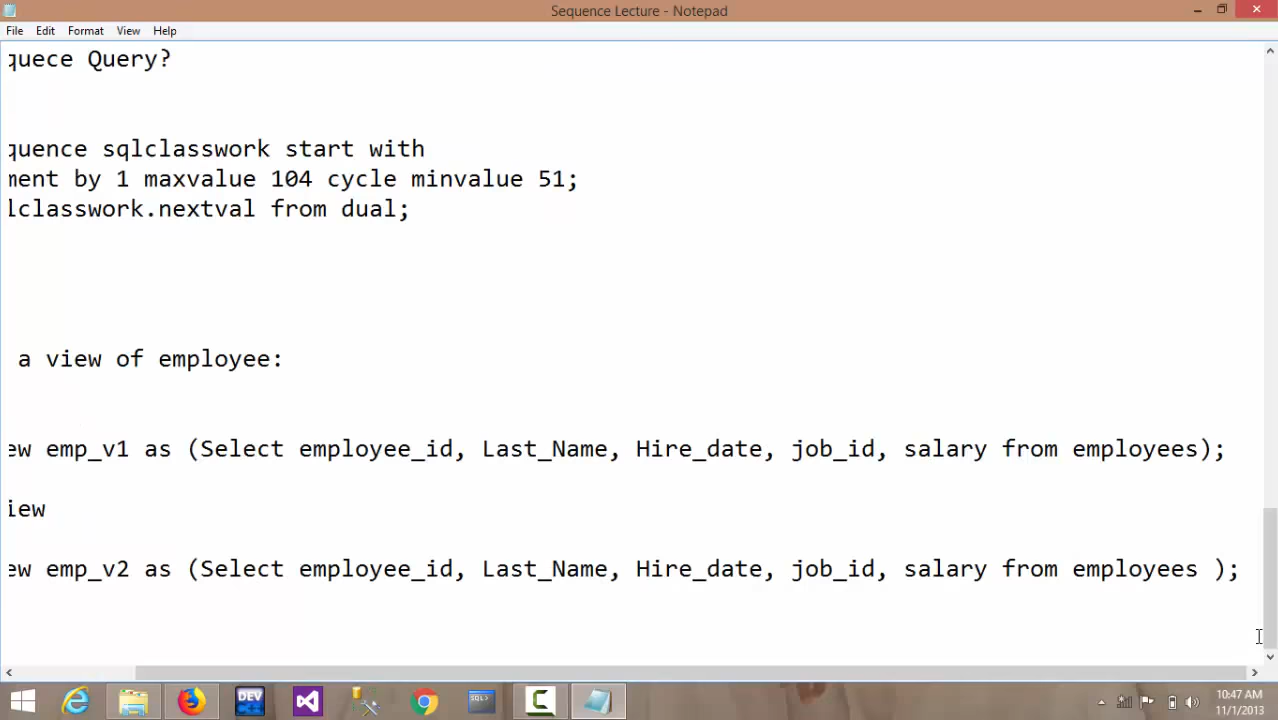 Sequence Lecture - Notepad
File Edit Format View Help
quece Query?
quence sqlclasswork start with
ment by 1 maxvalue 104 cycle minvalue 51;
lclasswork.nextval from dual;
a view of employee:
ew emp_v1 as (Select employee_id, Last_Name, Hire_date, job_id, salary from employees);
iew
ew emp_v2 as (Select employee_id, Last_Name, Hire_date, job_id, salary from employees );
DEV
SQL>
10:47 AM
11/1/2013